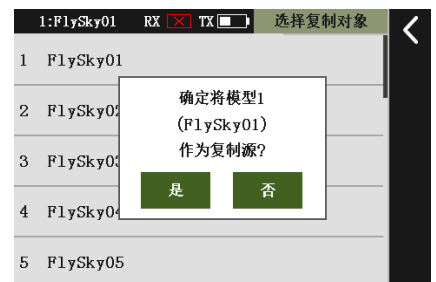 1:FlySky01 RX TX 选择复制对象
1 FlySky01
2 FlySky02
3 FlySky03
4 FlySky04
5 FlySky05
确定将模型1
(FlySky01)
作为复制源?
是 否